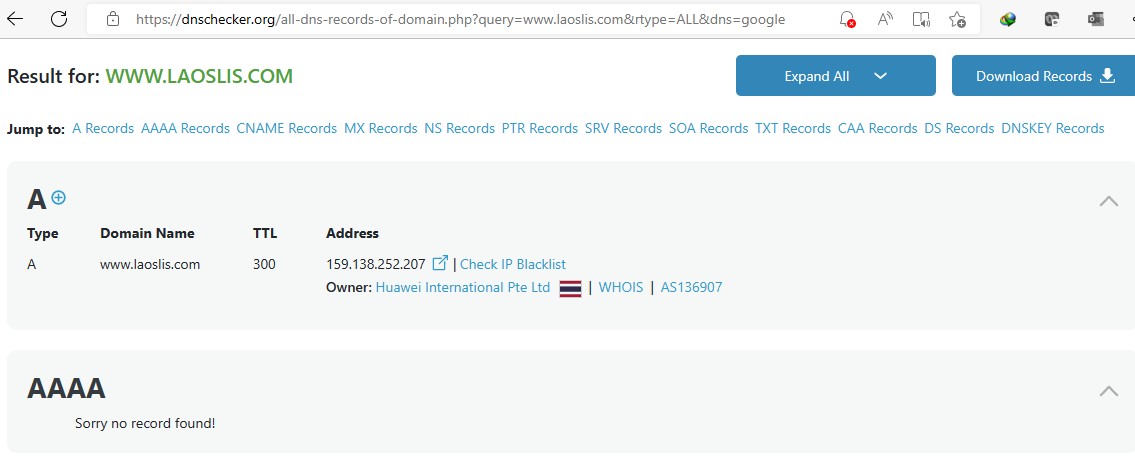 https://dnschecker.org/all-dns-records-of-domain.php?query=www.laoslis.com&rtype=ALL&dns=google
Result for: WWW.LAOSLIS.COM
Expand All
Download Records
Jump to: A Records AAAA Records CNAME Records MX Records NS Records PTR Records SRV Records SOA Records TXT Records CAA Records DS Records DNSKEY Records
A
Type Domain Name TTL Address
A www.laoslis.com 300 159.138.252.207 | Check IP Blacklist
Owner: Huawei International Pte Ltd | WHOIS | AS136907
AAAA
Sorry no record found!